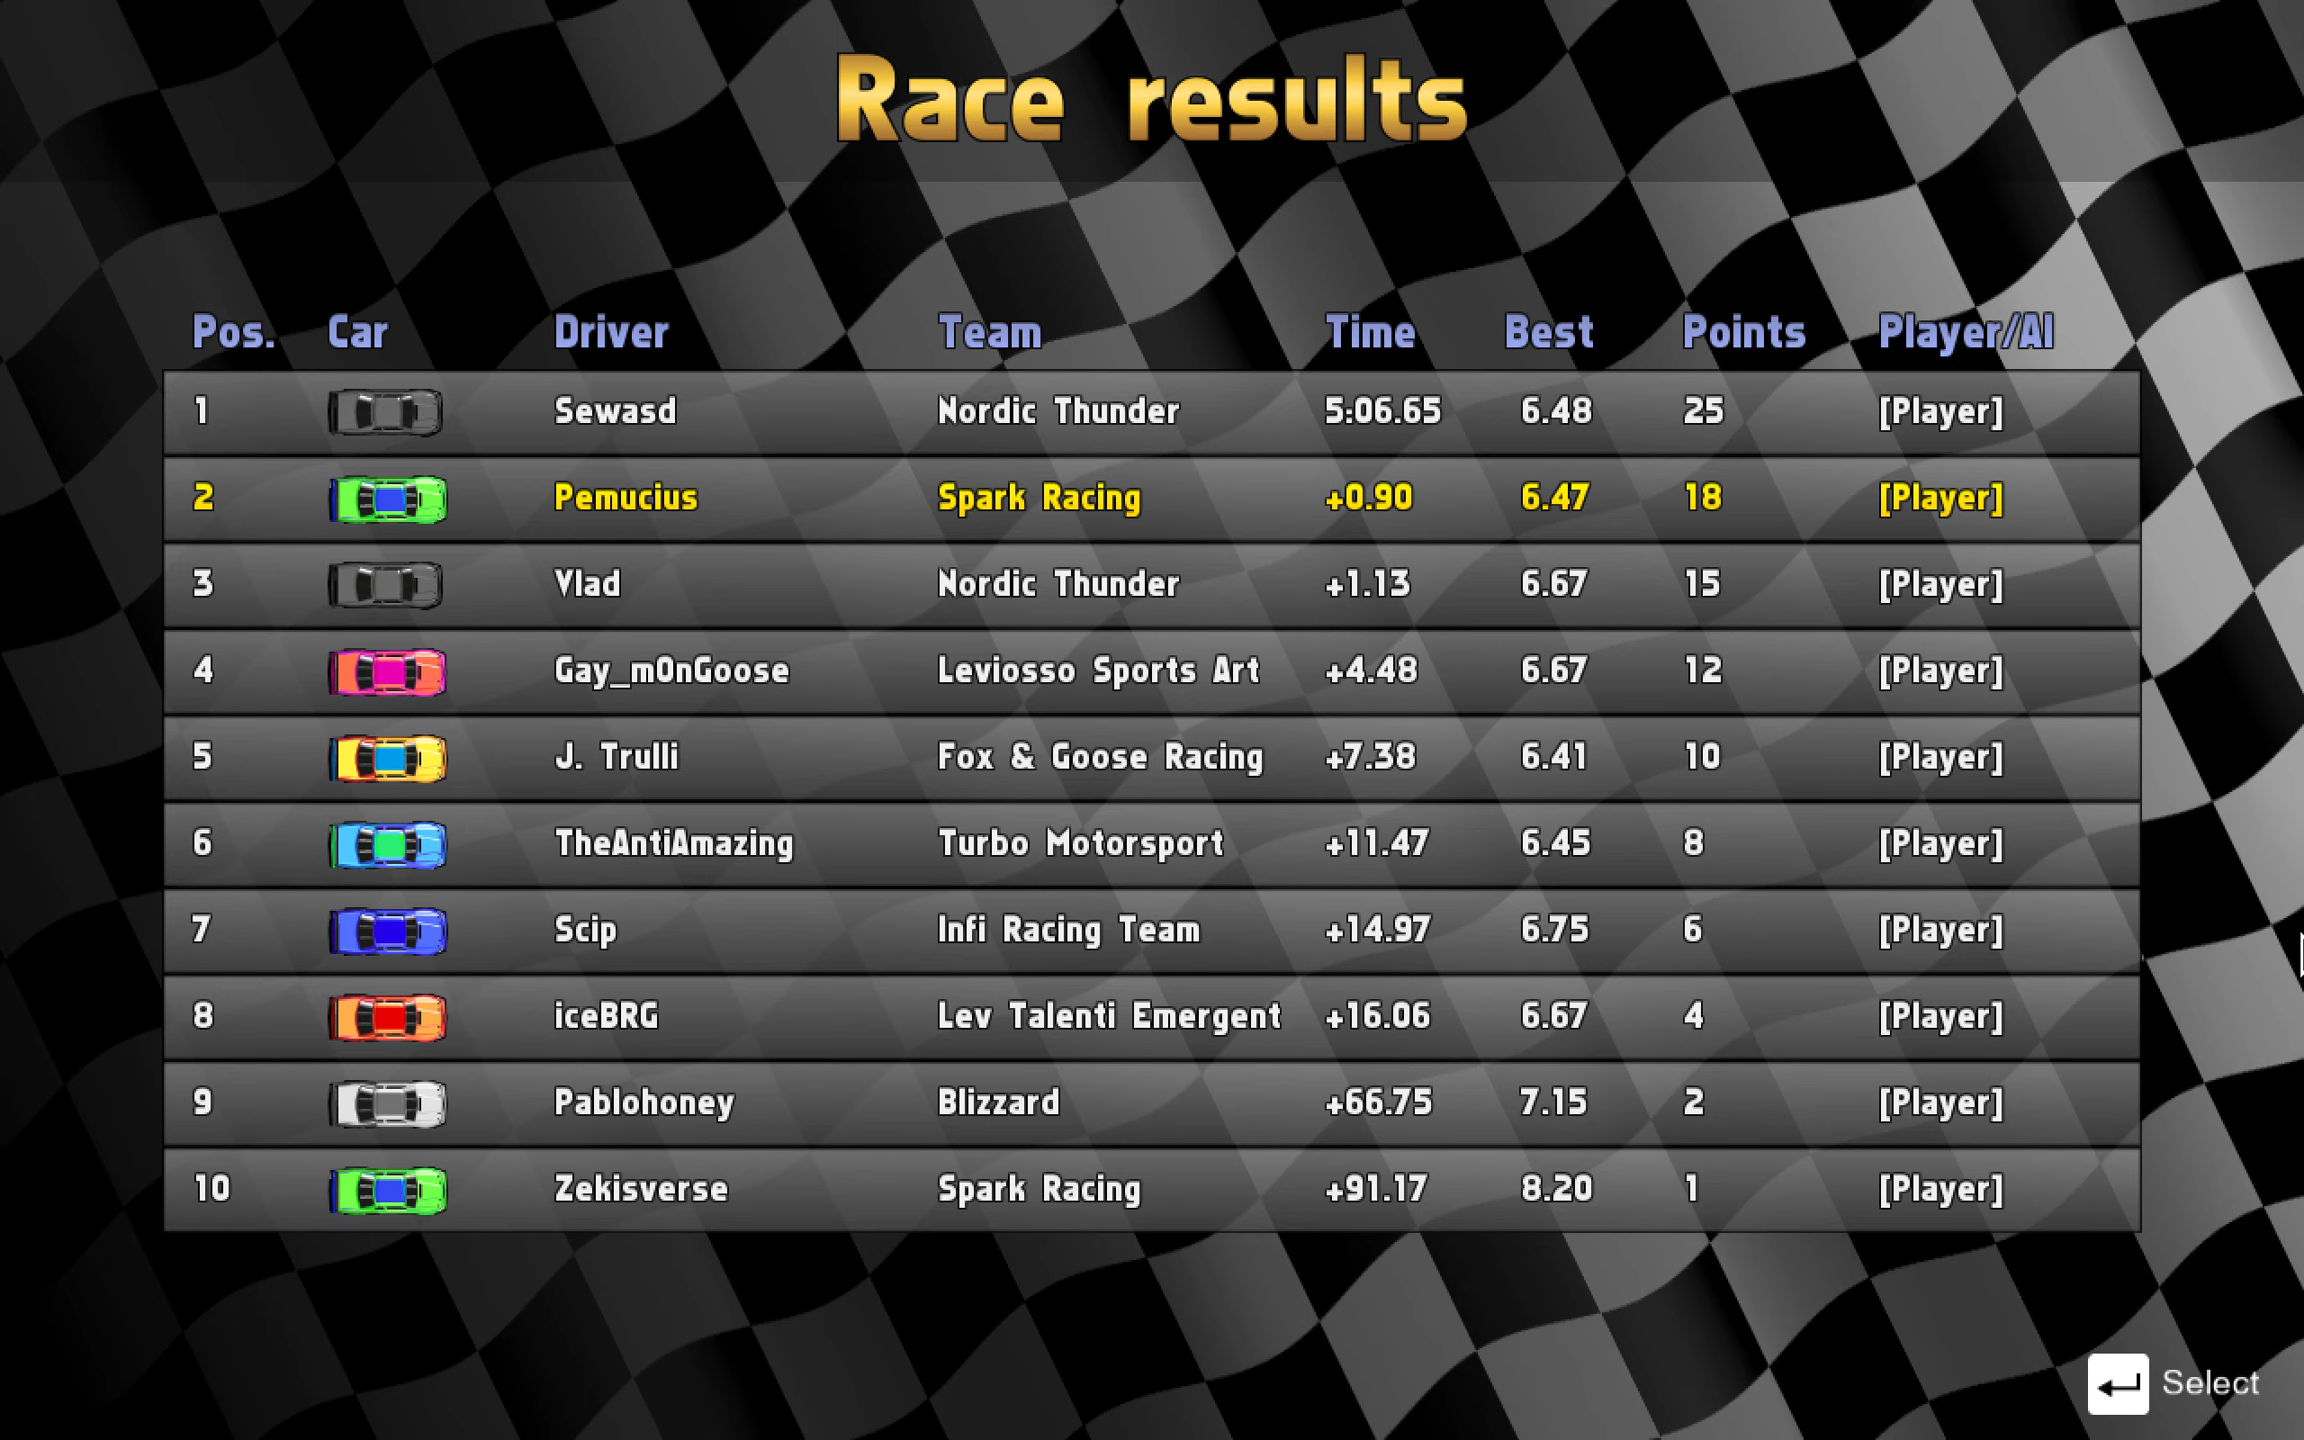 Race results
Pos. Car Driver Team Time Best Points Player/AI
1 Sewasd Nordic Thunder 5:06.65 6.48 25 [Player]
2 Pemucius Spark Racing +0.90 6.47 18 [Player]
3 Vlad Nordic Thunder +1.13 6.67 15 [Player]
4 Gay_m0nGoose Leviosso Sports Art +4.48 6.67 12 [Player]
5 J. Trulli Fox & Goose Racing +7.38 6.41 10 [Player]
6 TheAntiAmazing Turbo Motorsport +11.47 6.45 8 [Player]
7 Scip Infi Racing Team +14.97 6.75 6 [Player]
8 iceBRG Lev Talenti Emergent +16.06 6.67 4 [Player]
9 Pablohoney Blizzard +66.75 7.15 2 [Player]
10 Zekisverse Spark Racing +91.17 8.20 1 [Player]
Select